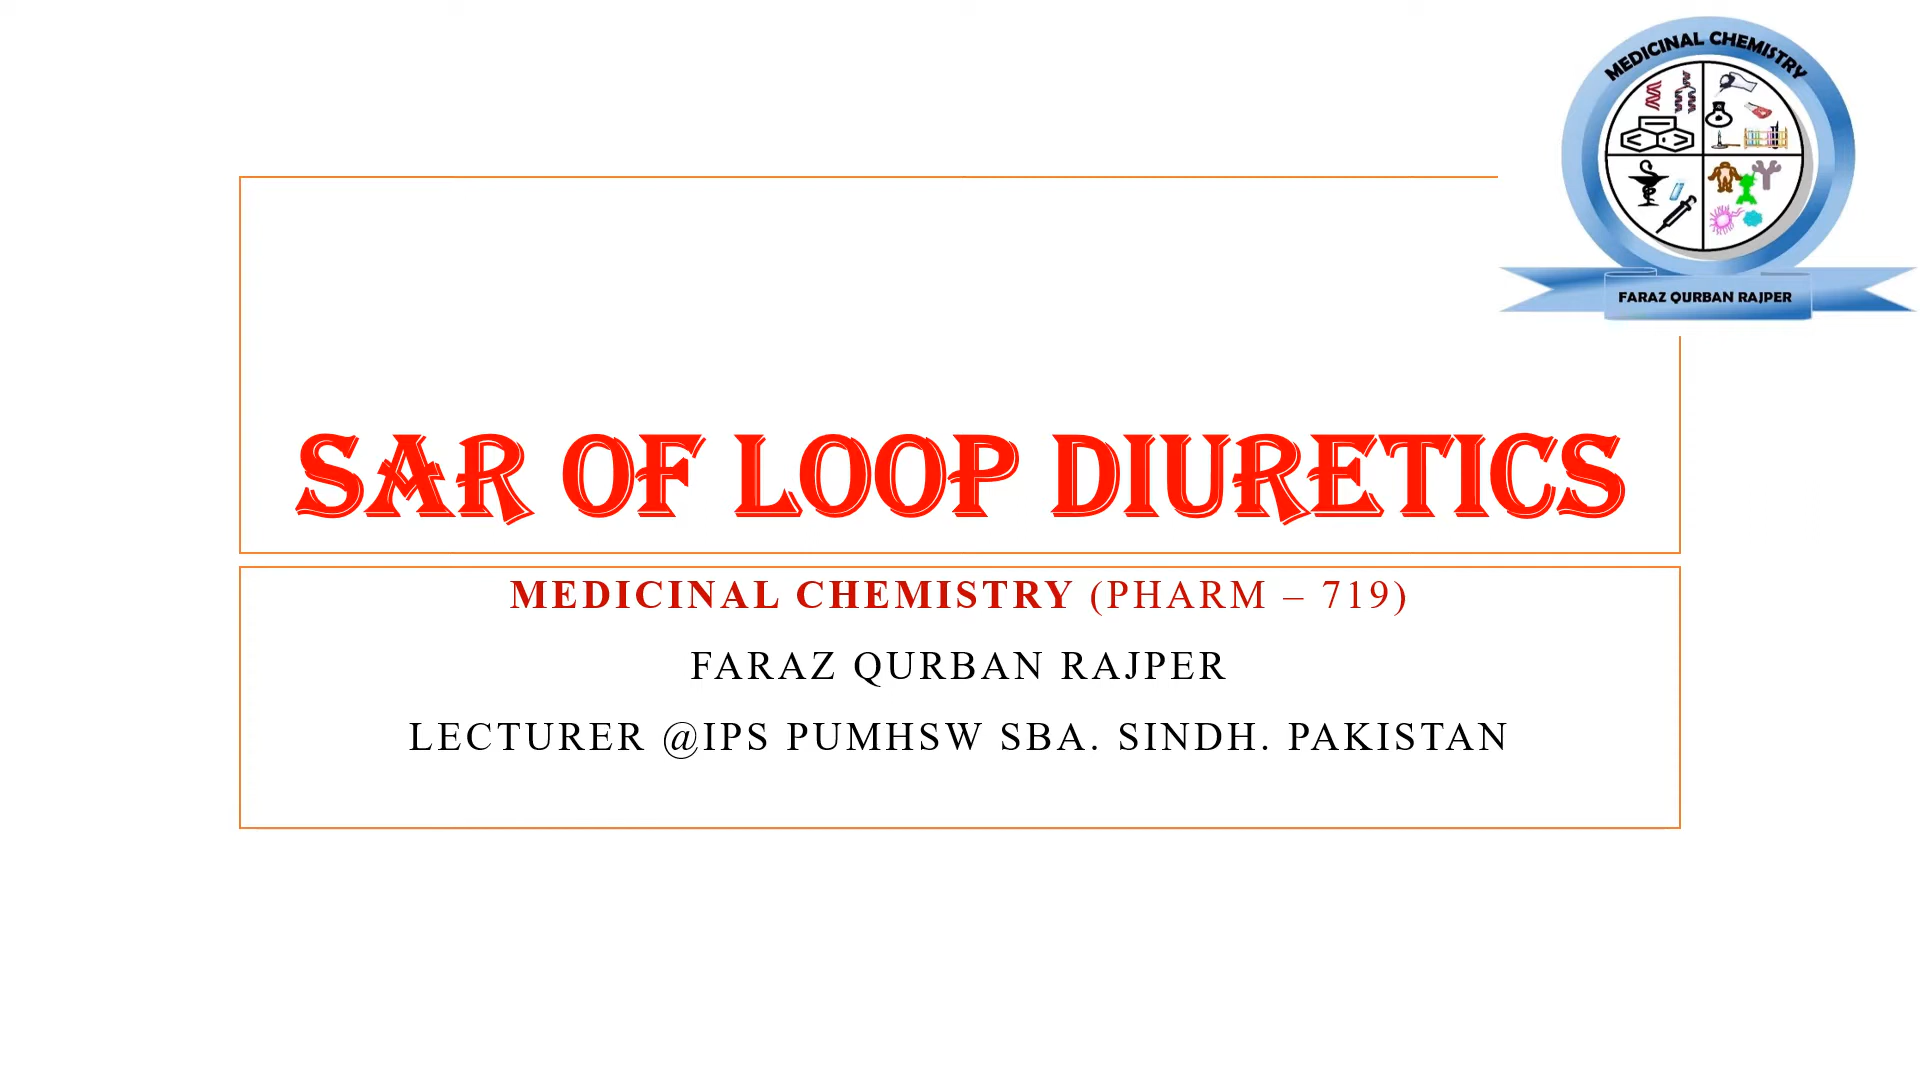 MEDICINAL CHEMISTRY
FARAZ QURBAN RAJPER
SAR OF LOOP DIURETICS
MEDICINAL CHEMISTRY (PHARM – 719)
FARAZ QURBAN RAJPER
LECTURER @IPS PUMHSW SBA. SINDH. PAKISTAN